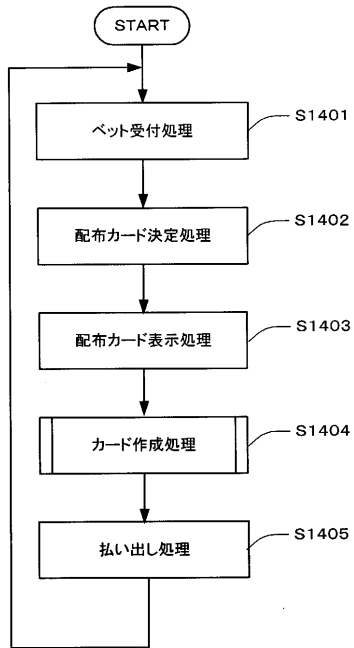 START
ベット受付処理
S1401
配布カード決定処理
S1402
配布カード表示処理
S1403
カード作成処理
S1404
払い出し処理
S1405